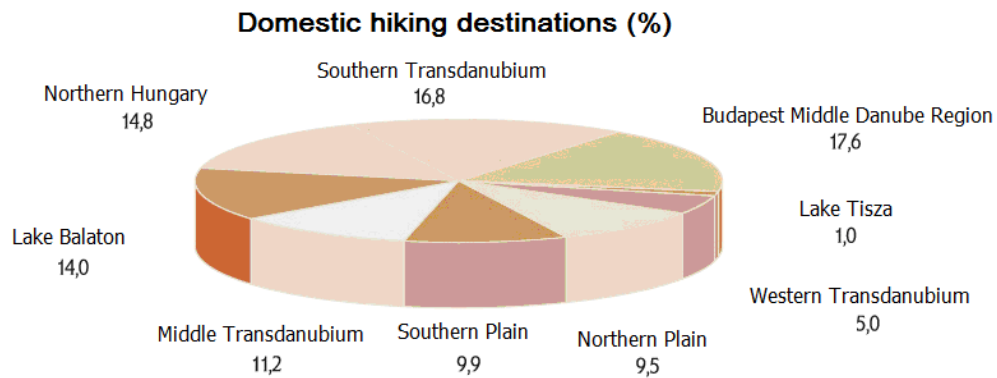 Domestic hiking destinations (%)
Southern Transdanubium
16,8
Northern Hungary
14,8
Budapest Middle Danube Region
17,6
Lake Tisza
1,0
Lake Balaton
14,0
Western Transdanubium
5,0
Middle Transdanubium
11,2
Southern Plain
9,9
Northern Plain
9,5